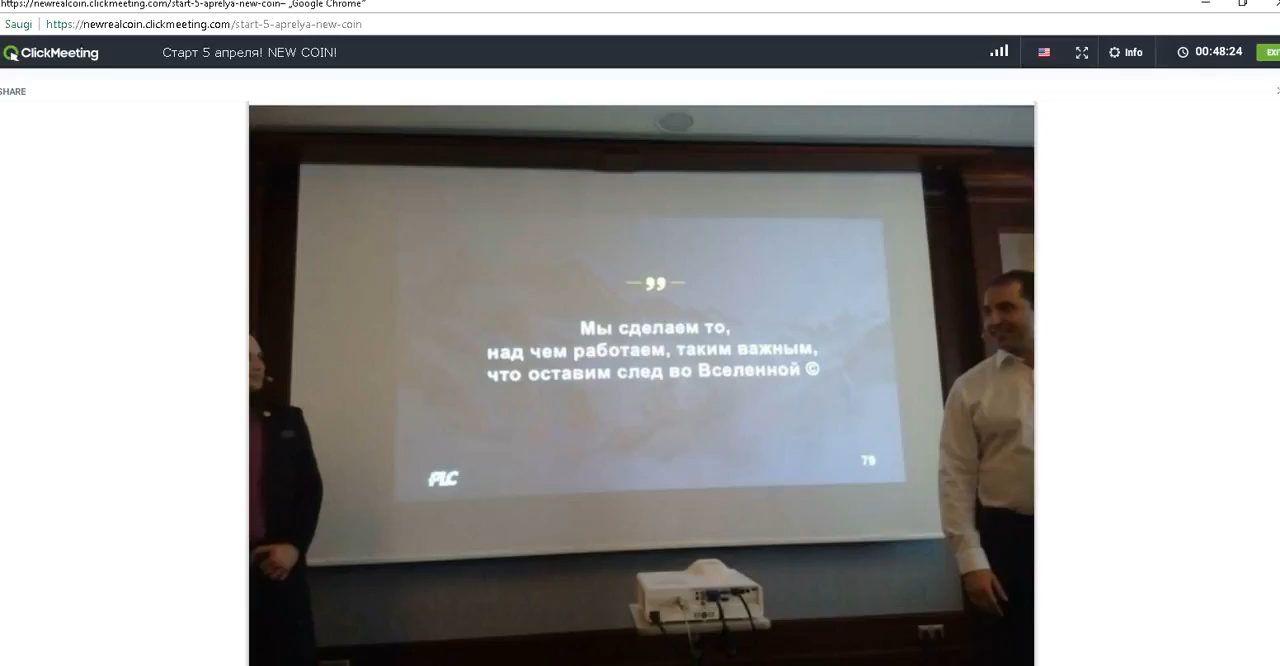 https://newrealcoin.clickmeeting.com/start-5-aprelya-new-coin– „Google Chrome“
Saugi
https://newrealcoin.clickmeeting.com/start-5-aprelya-new-coin
ClickMeeting
Старт 5 апреля! NEW COIN!
Info
00:48:24
SHARE
Мы сделаем то,
над чем работаем, таким важным,
что оставим след во Вселенной ©
PLC
79